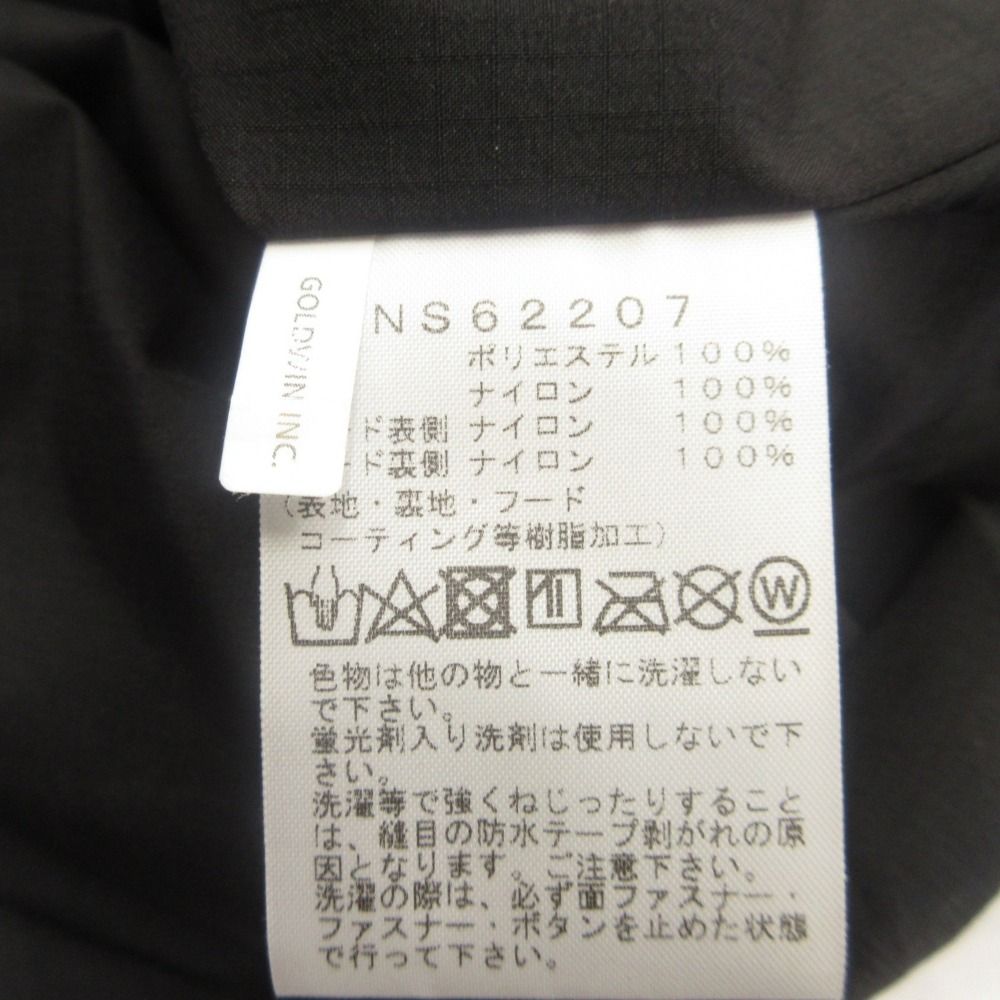 GOLDWIN INC.
NS62207
ポリエステル 100%
ナイロン 100%
ド表側 ナイロン 100%
ード裏側 ナイロン 100%
(表地・裏地・フード
コーティング等樹脂加工)
W
色物は他の物と一緒に洗濯しない
で下さい。
蛍光剤入り洗剤は使用しないで下
さい。
洗濯等で強くねじったりすること
は、縫目の防水テープ剥がれの原
因となります。ご注意下さい。
洗濯の際は、必ず面ファスナー・
ファスナー・ボタンを止めた状態
で行って下さい。